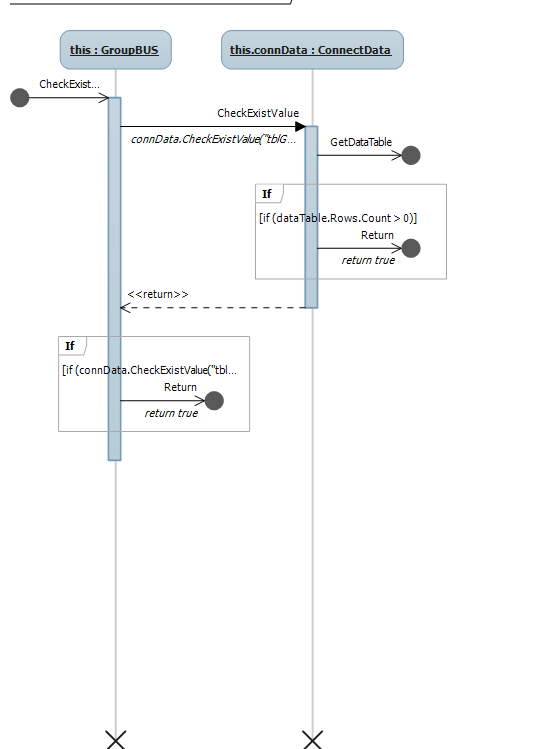 this : GroupBUS
this.connData : ConnectData
CheckExist...
CheckExistValue
connData.CheckExistValue("tblG...
GetDataTable
If
[if (dataTable.Rows.Count > 0)]
Return
return true
<<return>>
If
[if (connData.CheckExistValue("tbl...
Return
return true